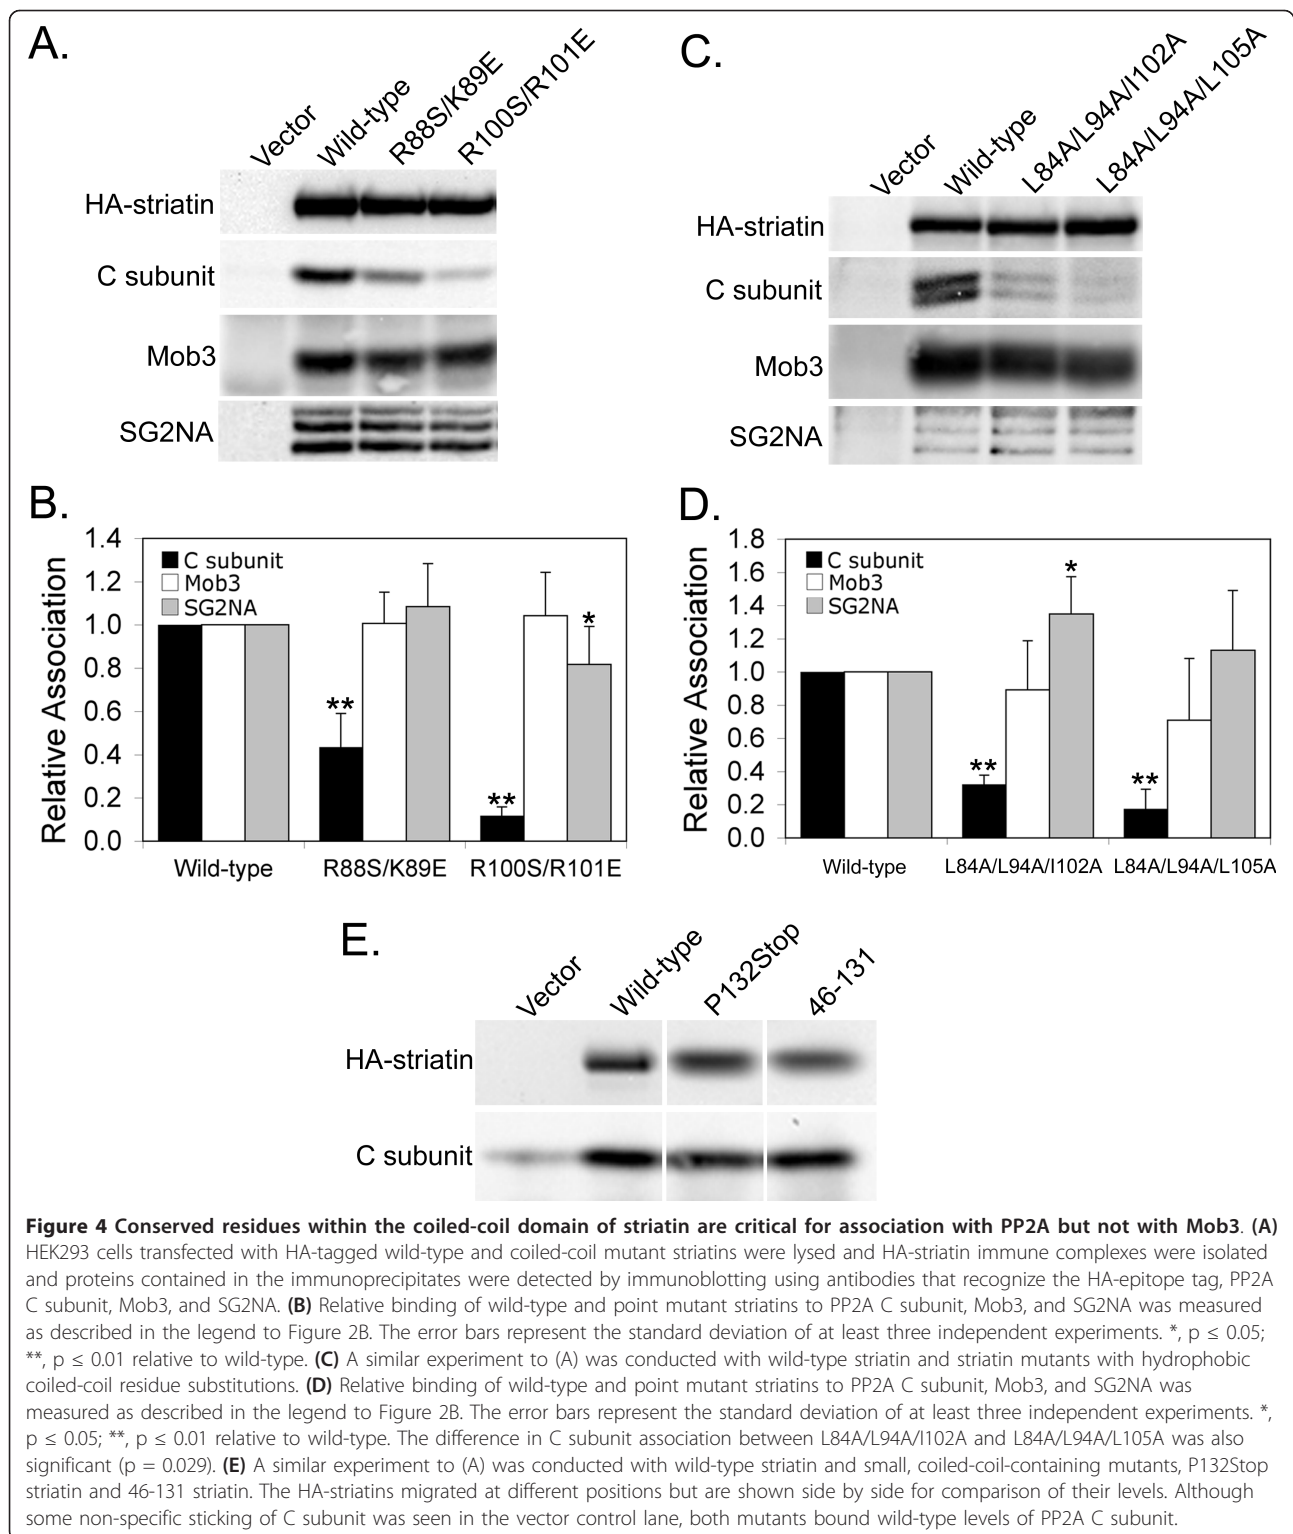 A.
Vector
Wild-type
R88S/K89E
R100S/R101E
HA-striatin
C subunit
Mob3
SG2NA
C.
Vector
Wild-type
L84A/L94A/I102A
L84A/L94A/L105A
HA-striatin
C subunit
Mob3
SG2NA
B.
Relative Association
1.4
1.2
1.0
0.8
0.6
0.4
0.2
0.0
C subunit
Mob3
SG2NA
**
**
*
Wild-type
R88S/K89E
R100S/R101E
D.
Relative Association
1.8
1.6
1.4
1.2
1.0
0.8
0.6
0.4
0.2
0.0
C subunit
Mob3
SG2NA
**
*
**
Wild-type
L84A/L94A/I102A
L84A/L94A/L105A
E.
Vector
Wild-type
P132Stop
46-131
HA-striatin
C subunit
Figure 4 Conserved residues within the coiled-coil domain of striatin are critical for association with PP2A but not with Mob3. (A)
HEK293 cells transfected with HA-tagged wild-type and coiled-coil mutant striatins were lysed and HA-striatin immune complexes were isolated
and proteins contained in the immunoprecipitates were detected by immunoblotting using antibodies that recognize the HA-epitope tag, PP2A
C subunit, Mob3, and SG2NA. (B) Relative binding of wild-type and point mutant striatins to PP2A C subunit, Mob3, and SG2NA was measured
as described in the legend to Figure 2B. The error bars represent the standard deviation of at least three independent experiments. *, p ≤ 0.05;
**, p ≤ 0.01 relative to wild-type. (C) A similar experiment to (A) was conducted with wild-type striatin and striatin mutants with hydrophobic
coiled-coil residue substitutions. (D) Relative binding of wild-type and point mutant striatins to PP2A C subunit, Mob3, and SG2NA was
measured as described in the legend to Figure 2B. The error bars represent the standard deviation of at least three independent experiments. *,
p ≤ 0.05; **, p ≤ 0.01 relative to wild-type. The difference in C subunit association between L84A/L94A/I102A and L84A/L94A/L105A was also
significant (p = 0.029). (E) A similar experiment to (A) was conducted with wild-type striatin and small, coiled-coil-containing mutants, P132Stop
striatin and 46-131 striatin. The HA-striatins migrated at different positions but are shown side by side for comparison of their levels. Although
some non-specific sticking of C subunit was seen in the vector control lane, both mutants bound wild-type levels of PP2A C subunit.